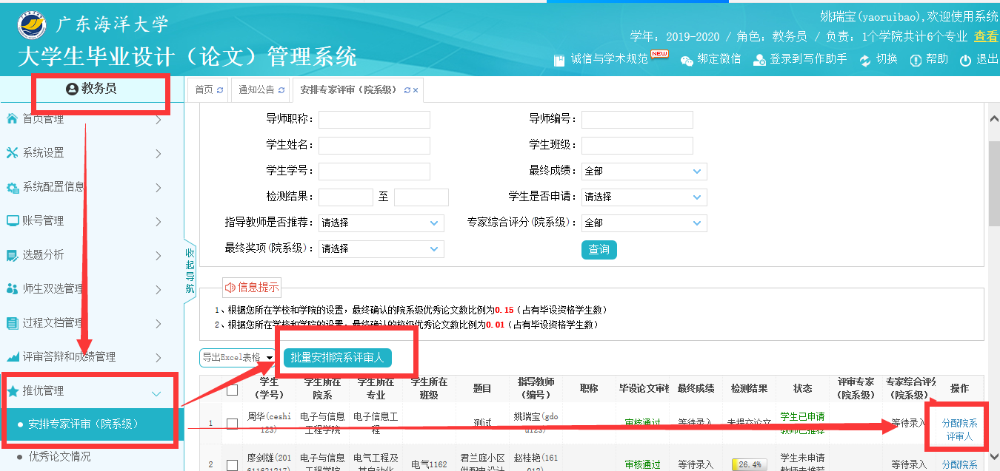 广东海洋大学
大学生毕业设计（论文）管理系统
姚瑞宝(yaoruibao),欢迎使用系统
学年：2019-2020 / 角色：教务员 / 负责：1个学院共计6个专业 查看
诚信与学术规范 NEW 绑定微信 登录到写作助手 切换 帮助 退出
教务员
首页管理
系统设置
系统配置信息
账号管理
选题分析
师生双选管理
过程文档管理
评审答辩和成绩管理
推优管理
安排专家评审（院系级）
优秀论文情况
收起导航
首页 通知公告 安排专家评审（院系级）
导师职称： 导师编号：
学生姓名： 学生班级：
学生学号： 最终成绩：全部
检测结果： 至 学生是否申请：请选择
指导教师是否推荐：请选择 专家综合评分(院系级)：全部
最终奖项(院系级)：请选择 查询
信息提示
1、根据您所在学校和学院的设置，最终确认的院系级优秀论文数比例为0.15（占有毕设资格学生数）
2、根据您所在学校和学院的设置，最终确认的校级优秀论文数比例为0.01（占有毕设资格学生数）
导出Excel表格 批量安排院系评审人
学生（学号） 学生所在院系 学生所在专业 学生所在班级 题目 指导教师（编号） 职称 毕设论文审核 最终成绩 检测结果 状态 评审专家（院系级） 专家综合评分（院系级） 操作
1 周华(ceshi123) 电子与信息工程学院 电子信息工程 测试 姚瑞宝(gdou123) 审核通过 等待录入 未提交论文 学生已申请 教师已推荐 等待录入 分配院系评审人
2 廖剑雄(201 电子与信息工程学院 电气工程及其自动化 电气1162 君兰庭小区供配电设计 赵桂艳(161 审核通过 等待录入 26.4% 学生未申请 教师未推荐 等待录入 分配院系